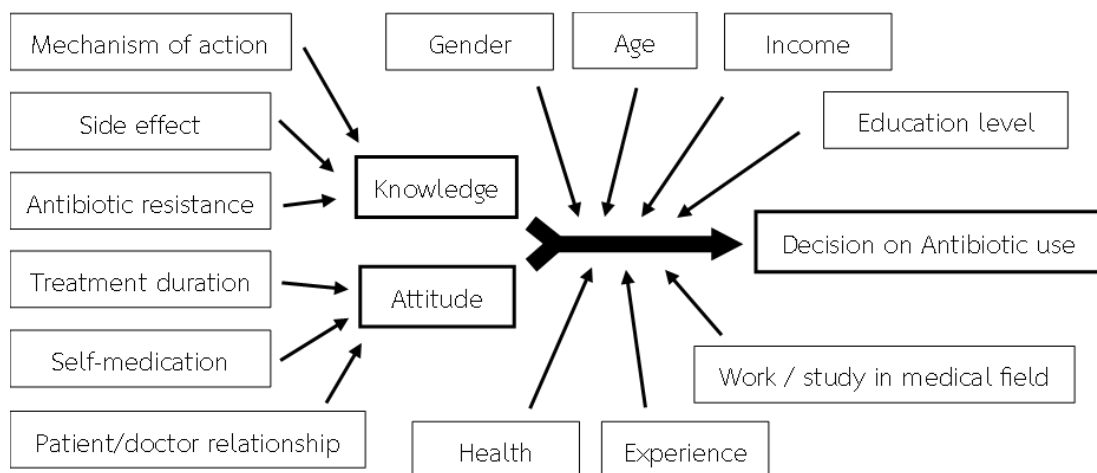 Mechanism of action
Gender
Age
Income
Side effect
Education level
Knowledge
Antibiotic resistance
Decision on Antibiotic use
Treatment duration
Attitude
Self-medication
Work / study in medical field
Patient/doctor relationship
Health
Experience